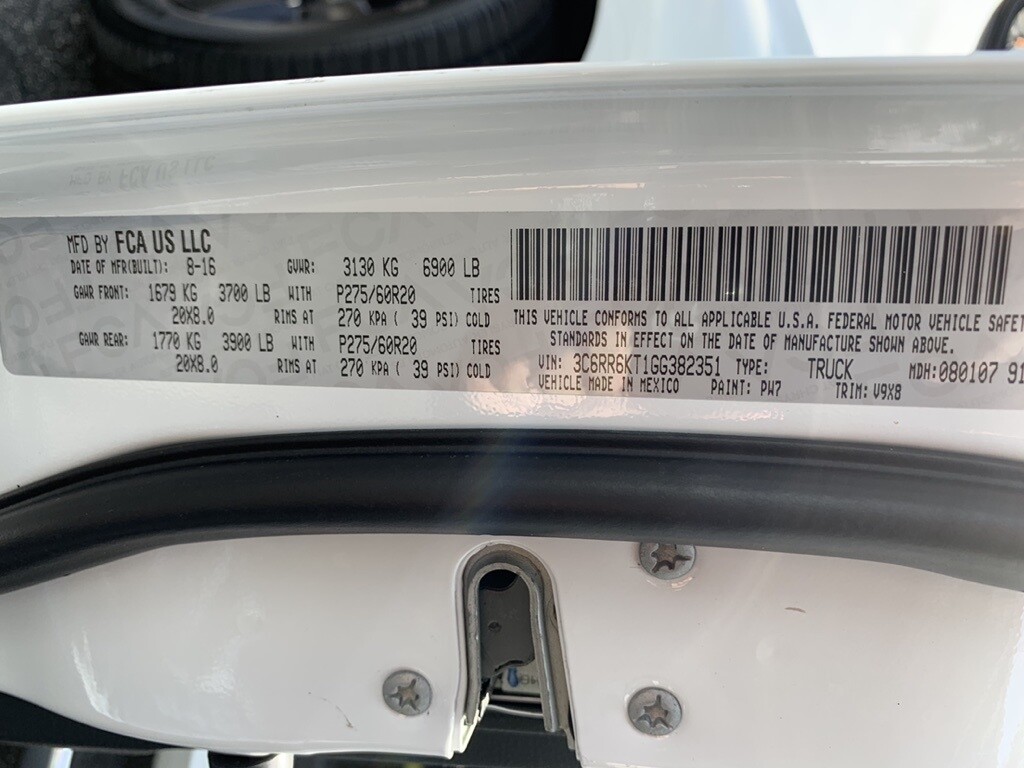 MFD BY FCA US LLC
DATE OF MFR(BUILT): 8-16 GVWR: 3130 KG 6900 LB
GAWR FRONT: 1679 KG 3700 LB WITH P275/60R20 TIRES
20X8.0 RIMS AT 270 KPA ( 39 PSI) COLD
GAWR REAR: 1770 KG 3900 LB WITH P275/60R20 TIRES
20X8.0 RIMS AT 270 KPA ( 39 PSI) COLD
THIS VEHICLE CONFORMS TO ALL APPLICABLE U.S.A. FEDERAL MOTOR VEHICLE SAFET
STANDARDS IN EFFECT ON THE DATE OF MANUFACTURE SHOWN ABOVE.
VIN: 3C6RR6KT1GG382351 TYPE: TRUCK MDH:080107 91
VEHICLE MADE IN MEXICO PAINT: PW7 TRIM: V9X8